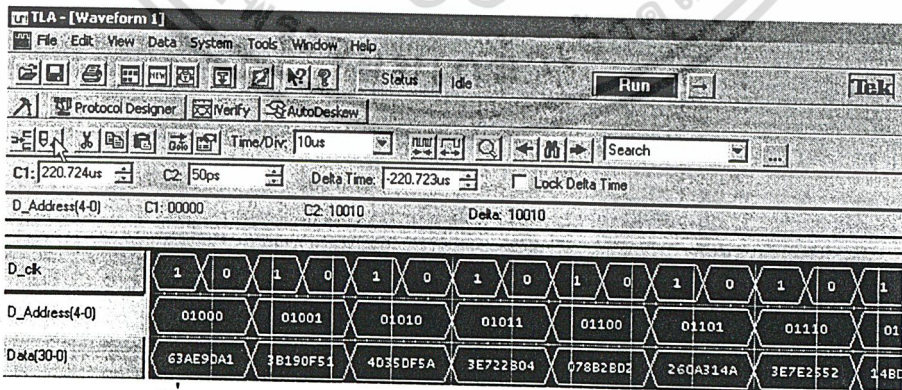 TLA - [Waveform 1]
File Edit View Data System Tools Window Help
Status Idle Run Tek
Protocol Designer iVerify AutoDeskew
Goto Time/Div: 10us Search ...
C1: 220.724us C2: 50ps Delta Time: -220.723us Lock Delta Time
D_Address(4-0) C1: 00000 C2: 10010 Delta: 10010
D_clk 1 0 1 0 1 0 1 0 1 0 1 0 1 0 1
D_Address(4-0) 01000 01001 01010 01011 01100 01101 01110 01
Data(30-0) 63AE9DA1 3B190F51 4D35DF5A 3E722B04 078B2BD2 260A314A 3E7E2552 14BD